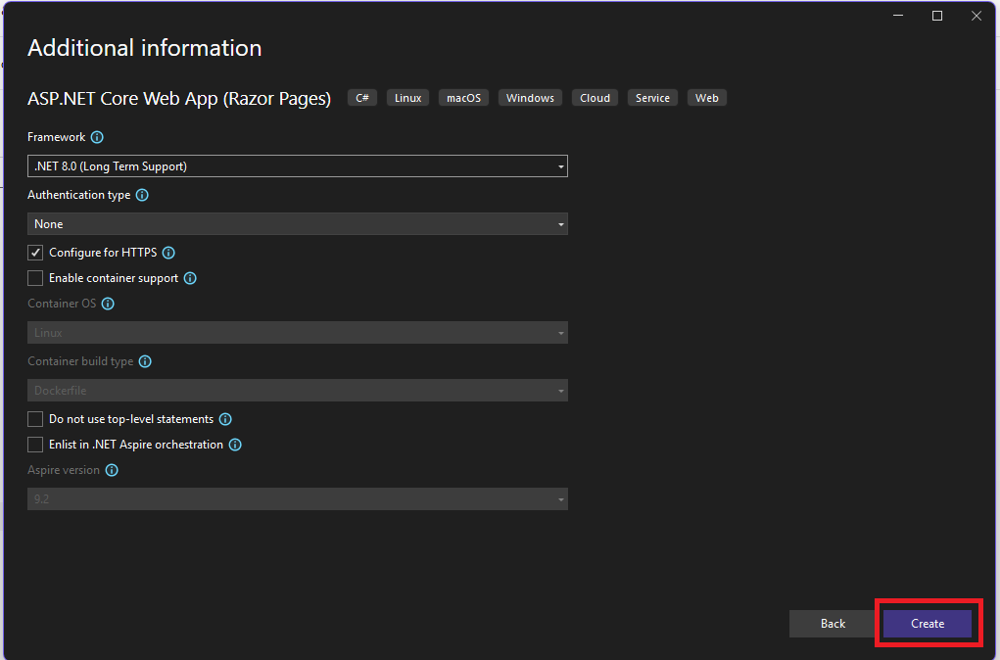 Additional information
ASP.NET Core Web App (Razor Pages) C# Linux macOS Windows Cloud Service Web
Framework
.NET 8.0 (Long Term Support)
Authentication type
None
Configure for HTTPS
Enable container support
Container OS
Linux
Container build type
Dockerfile
Do not use top-level statements
Enlist in .NET Aspire orchestration
Aspire version
9.2
Back Create